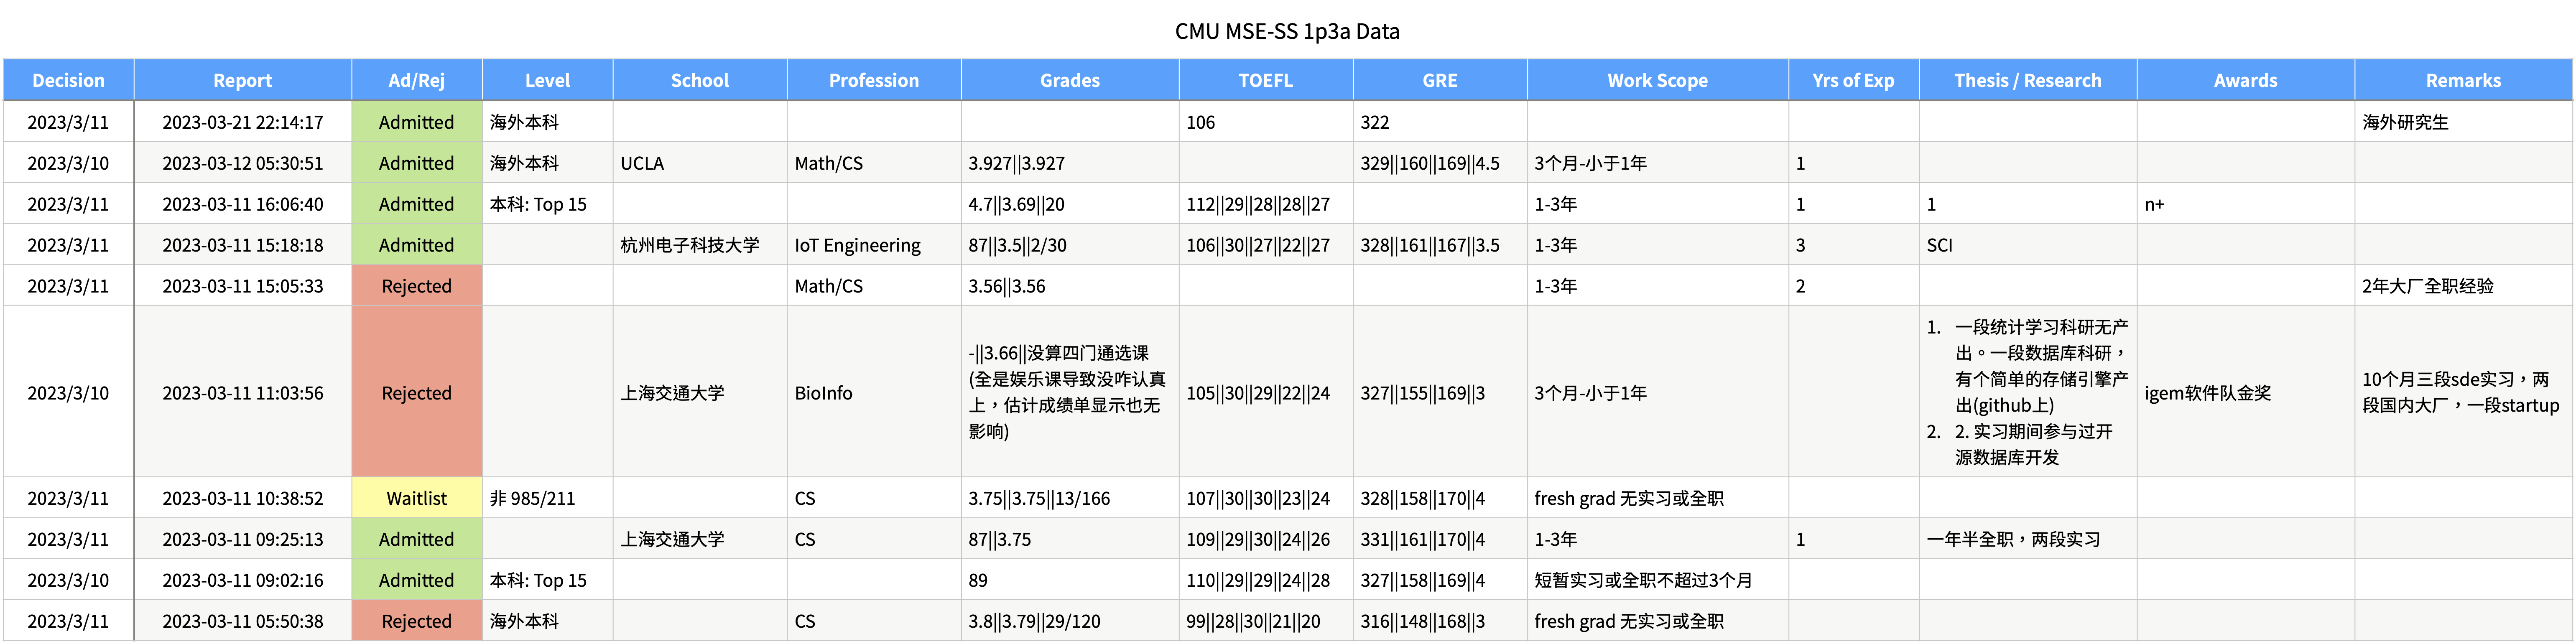 CMU MSE-SS 1p3a Data
Decision Report Ad/Rej Level School Profession Grades TOEFL GRE Work Scope Yrs of Exp Thesis / Research Awards Remarks
2023/3/11 2023-03-21 22:14:17 Admitted 海外本科 106 322 海外研究生
2023/3/10 2023-03-12 05:30:51 Admitted 海外本科 UCLA Math/CS 3.927||3.927 329||160||169||4.5 3个月-小于1年 1
2023/3/11 2023-03-11 16:06:40 Admitted 本科: Top 15 4.7||3.69||20 112||29||28||28||27 1-3年 1 1 n+
2023/3/11 2023-03-11 15:18:18 Admitted 杭州电子科技大学 IoT Engineering 87||3.5||2/30 106||30||27||22||27 328||161||167||3.5 1-3年 3 SCI
2023/3/11 2023-03-11 15:05:33 Rejected Math/CS 3.56||3.56 1-3年 2 2年大厂全职经验
2023/3/10 2023-03-11 11:03:56 Rejected 上海交通大学 BioInfo
-||3.66||没算四门通选课
(全是娱乐课导致没咋认真
上，估计成绩单显示也无
影响)
105||30||29||22||24 327||155||169||3 3个月-小于1年
1. 一段统计学习科研无产
出。一段数据库科研，
有个简单的存储引擎产
出(github上)
2. 2. 实习期间参与过开
源数据库开发
igem软件队金奖
10个月三段sde实习，两
段国内大厂，一段startup
2023/3/11 2023-03-11 10:38:52 Waitlist 非 985/211 CS 3.75||3.75||13/166 107||30||30||23||24 328||158||170||4 fresh grad 无实习或全职
2023/3/11 2023-03-11 09:25:13 Admitted 上海交通大学 CS 87||3.75 109||29||30||24||26 331||161||170||4 1-3年 1 一年半全职，两段实习
2023/3/10 2023-03-11 09:02:16 Admitted 本科: Top 15 89 110||29||29||24||28 327||158||169||4 短暂实习或全职不超过3个月
2023/3/11 2023-03-11 05:50:38 Rejected 海外本科 CS 3.8||3.79||29/120 99||28||30||21||20 316||148||168||3 fresh grad 无实习或全职